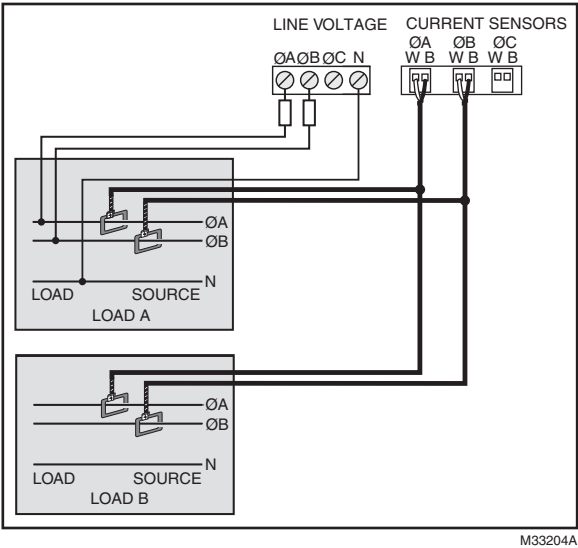 LINE VOLTAGE
CURRENT SENSORS
ØA ØB ØC N
ØA ØB ØC
W B W B W B
ØA
ØB
N
LOAD SOURCE
LOAD A
ØA
ØB
N
LOAD SOURCE
LOAD B
M33204A